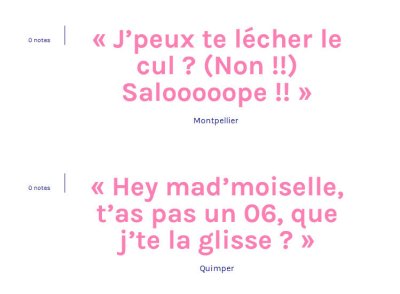 0 notes
« J’peux te lécher le
cul ? (Non !!)
Salooooope !! »
Montpellier
0 notes
« Hey mad’moiselle,
t’as pas un 06, que
j’te la glisse ? »
Quimper